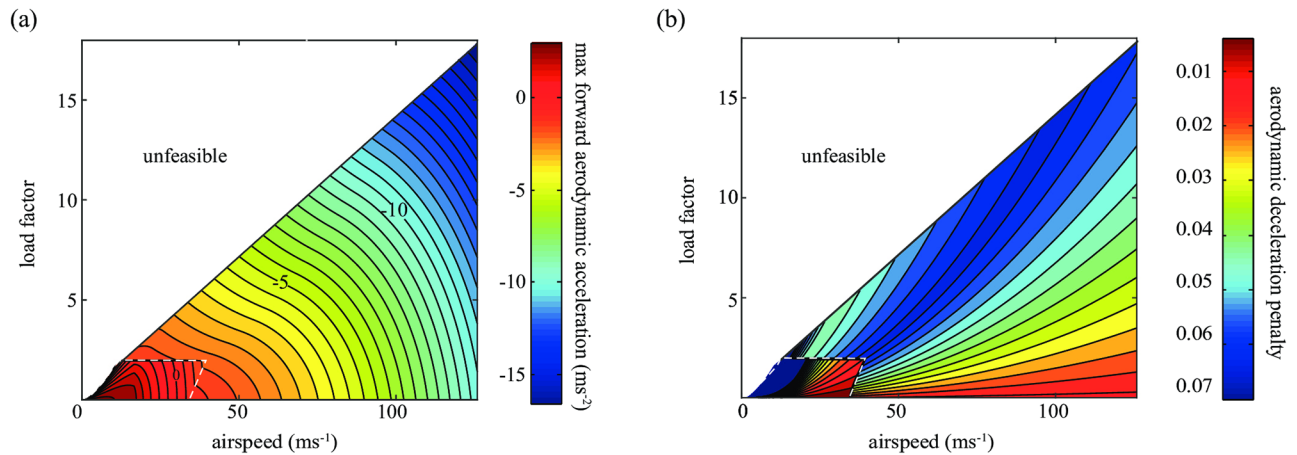 (a)
load factor
15
10
5
0
50
100
airspeed (ms-1)
unfeasible
-10
-5
0
0
-5
-10
-15
max forward aerodynamic acceleration (ms-2)
(b)
load factor
15
10
5
0
50
100
airspeed (ms-1)
unfeasible
0.01
0.02
0.03
0.04
0.05
0.06
0.07
aerodynamic deceleration penalty